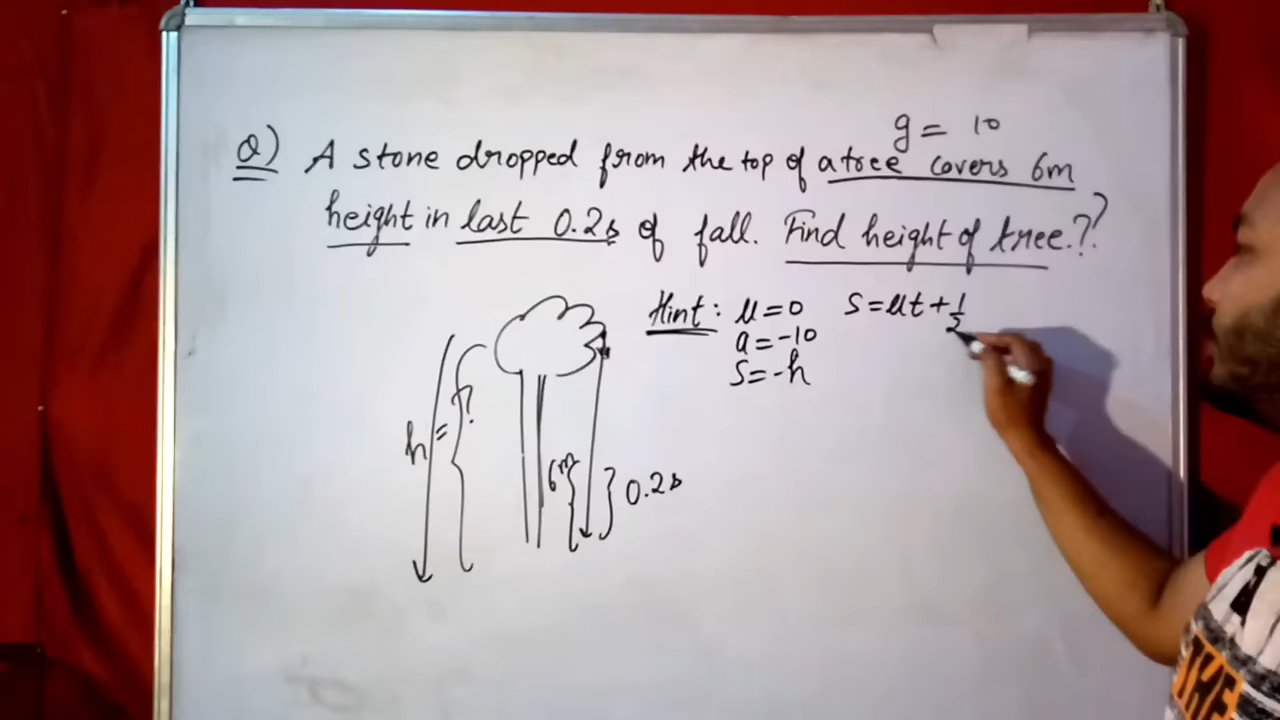 g = 10
Q) A stone dropped from the top of a tree covers 6m
height in last 0.2s of fall. Find height of tree.??
Hint: u=0 S=ut+1/2
a=-10
S=-h
h = ?
6m
0.2s
THE